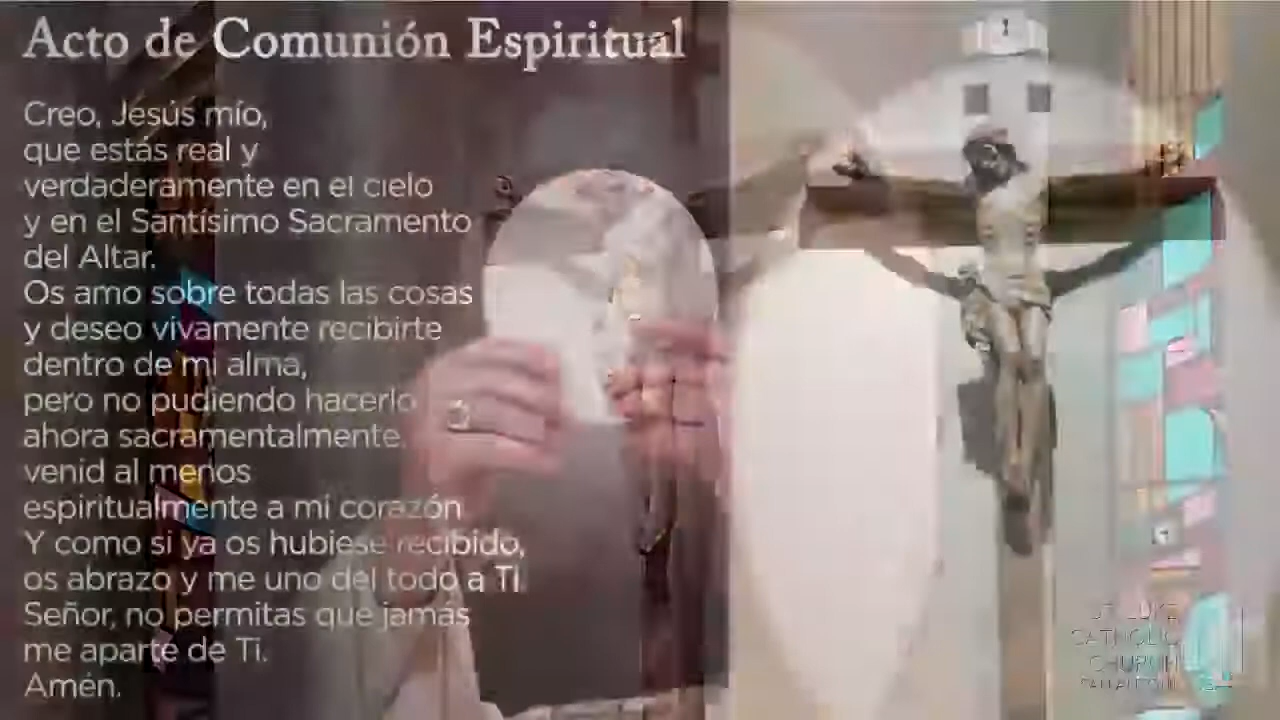 Acto de Comunión Espiritual
Creo, Jesús mío,
que estás real y
verdaderamente en el cielo
y en el Santísimo Sacramento
del Altar.
Os amo sobre todas las cosas
y deseo vivamente recibirte
dentro de mi alma,
pero no pudiendo hacerlo
ahora sacramentalmente,
venid al menos
espiritualmente a mi corazón
Y como si ya os hubiese recibido,
os abrazo y me uno del todo a Ti.
Señor, no permitas que jamás
me aparte de Ti.
Amén.
ST. LUKE
CATHOLIC
CHURCH